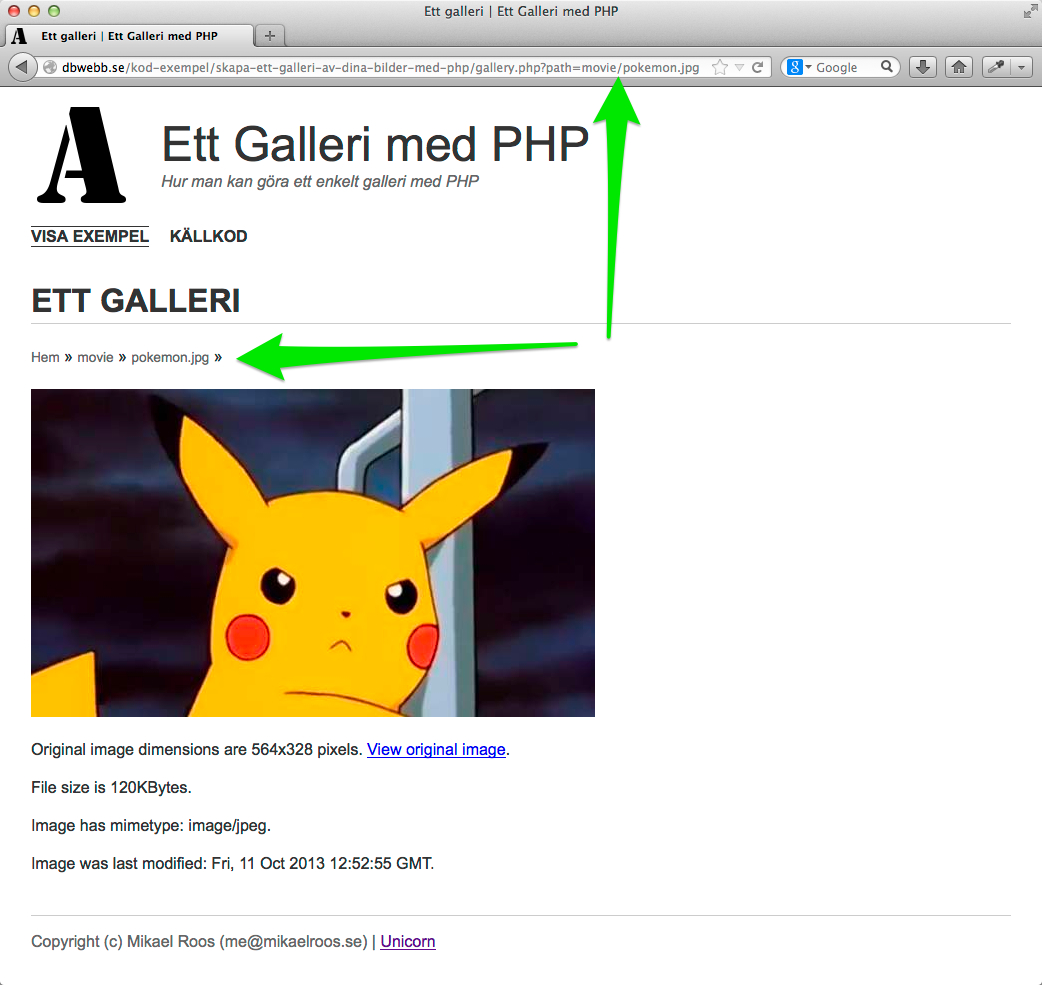 Ett galleri | Ett Galleri med PHP
A Ett galleri | Ett Galleri med PHP +
dbwebb.se/kod-exempel/skapa-ett-galleri-av-dina-bilder-med-php/gallery.php?path=movie/pokemon.jpg 8 Google
A
Ett Galleri med PHP
Hur man kan göra ett enkelt galleri med PHP
VISA EXEMPEL KÄLLKOD
ETT GALLERI
Hem » movie » pokemon.jpg »
Original image dimensions are 564x328 pixels. View original image.
File size is 120KBytes.
Image has mimetype: image/jpeg.
Image was last modified: Fri, 11 Oct 2013 12:52:55 GMT.
Copyright (c) Mikael Roos (me@mikaelroos.se) | Unicorn